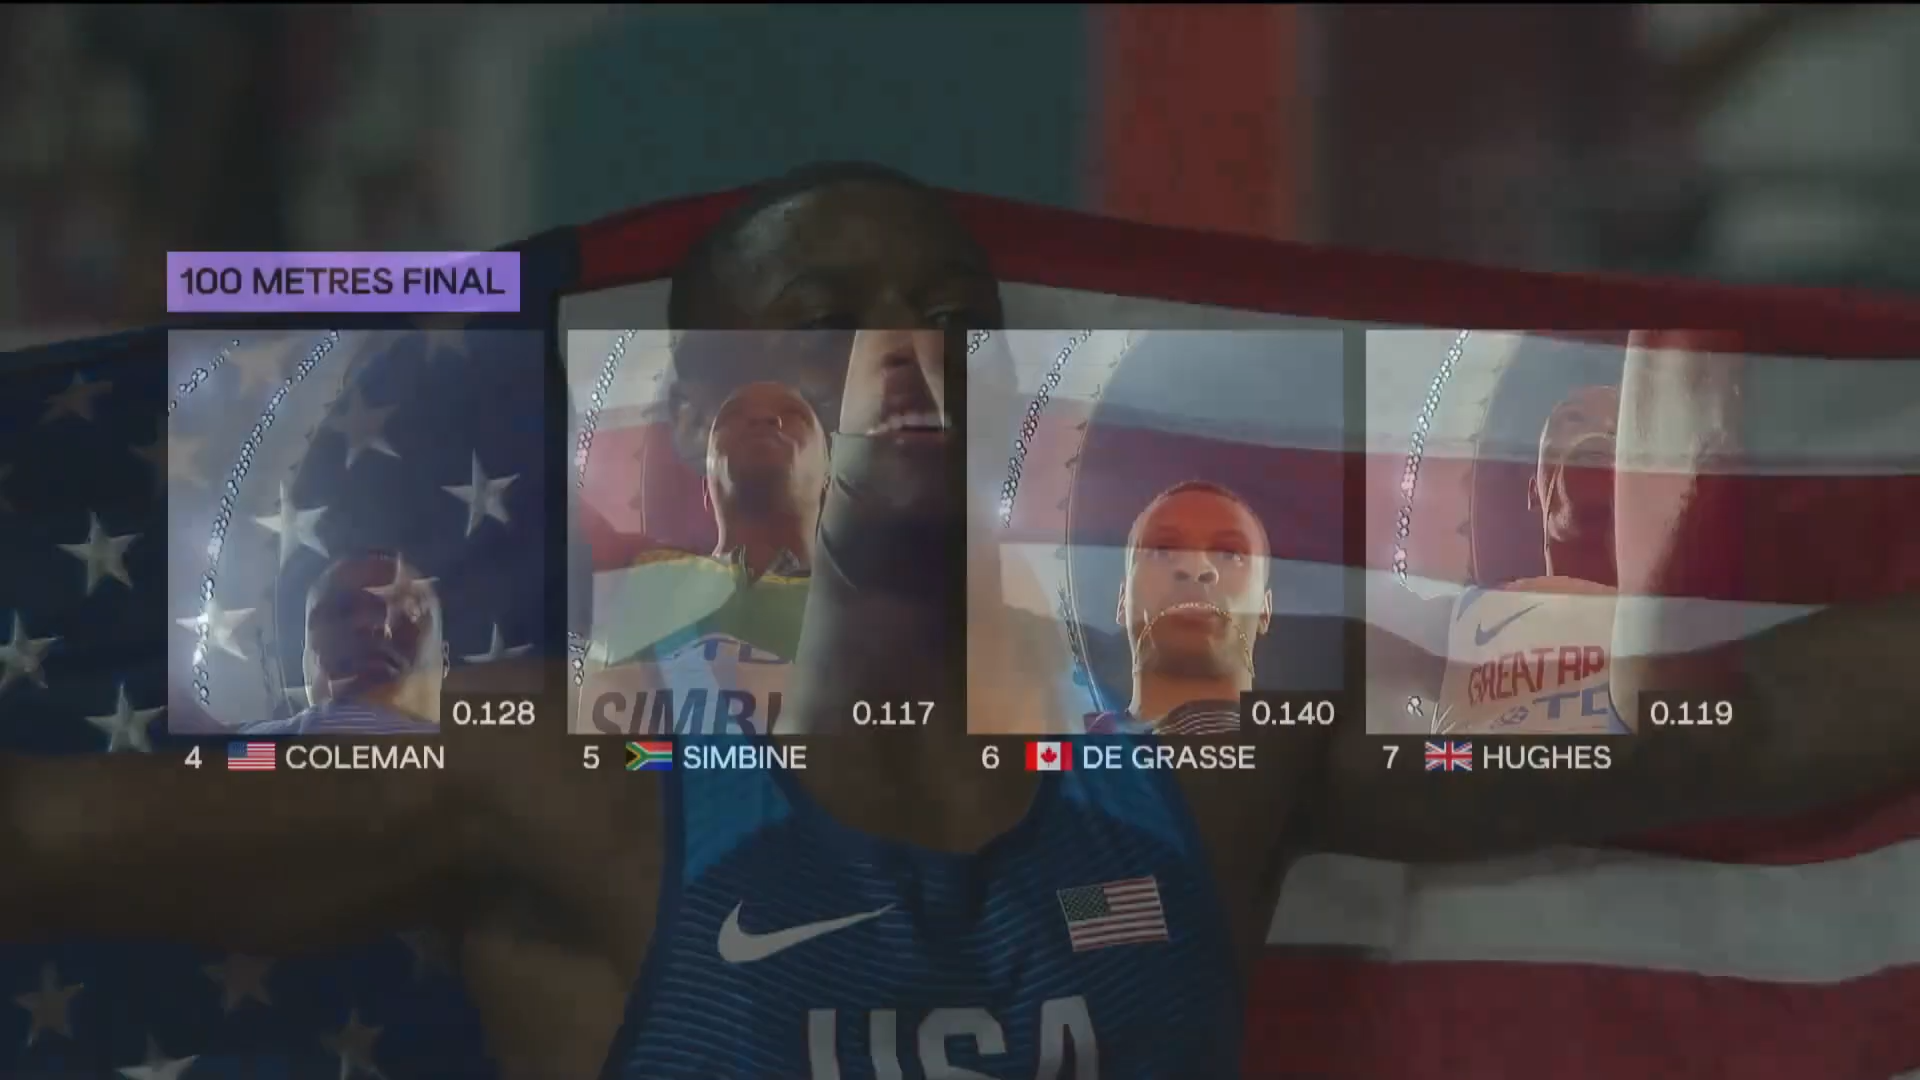 100 METRES FINAL
0.128
0.117
0.140
0.119
4 COLEMAN
5 SIMBINE
6 DE GRASSE
7 HUGHES
SIMBI
USA